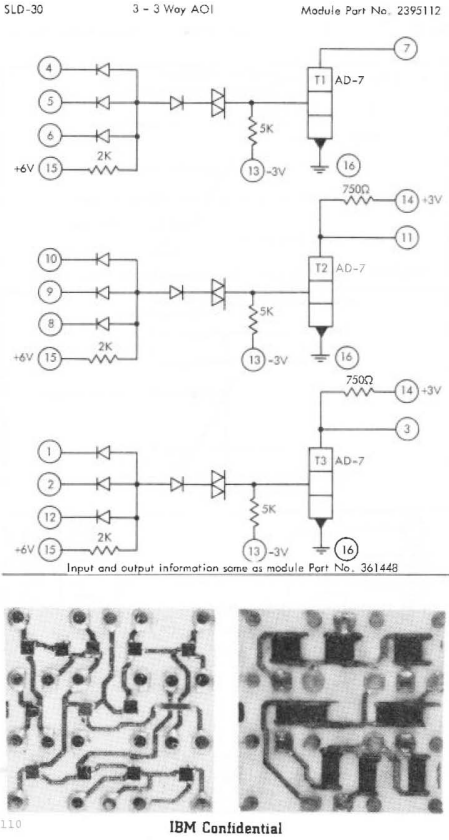 SLD-30 3 - 3 Way AOI Module Part No. 2395112
7
4
T1 AD-7
5
6
5K
2K
+6V 15
13 -3V
16
750Ω
14 +3V
11
10
T2 AD-7
9
8
5K
2K
+6V 15
13 -3V
16
750Ω
14 +3V
3
1
T3 AD-7
2
12
5K
2K
+6V 15
13 -3V
16
Input and output information same as module Part No. 361448
110
IBM Confidential